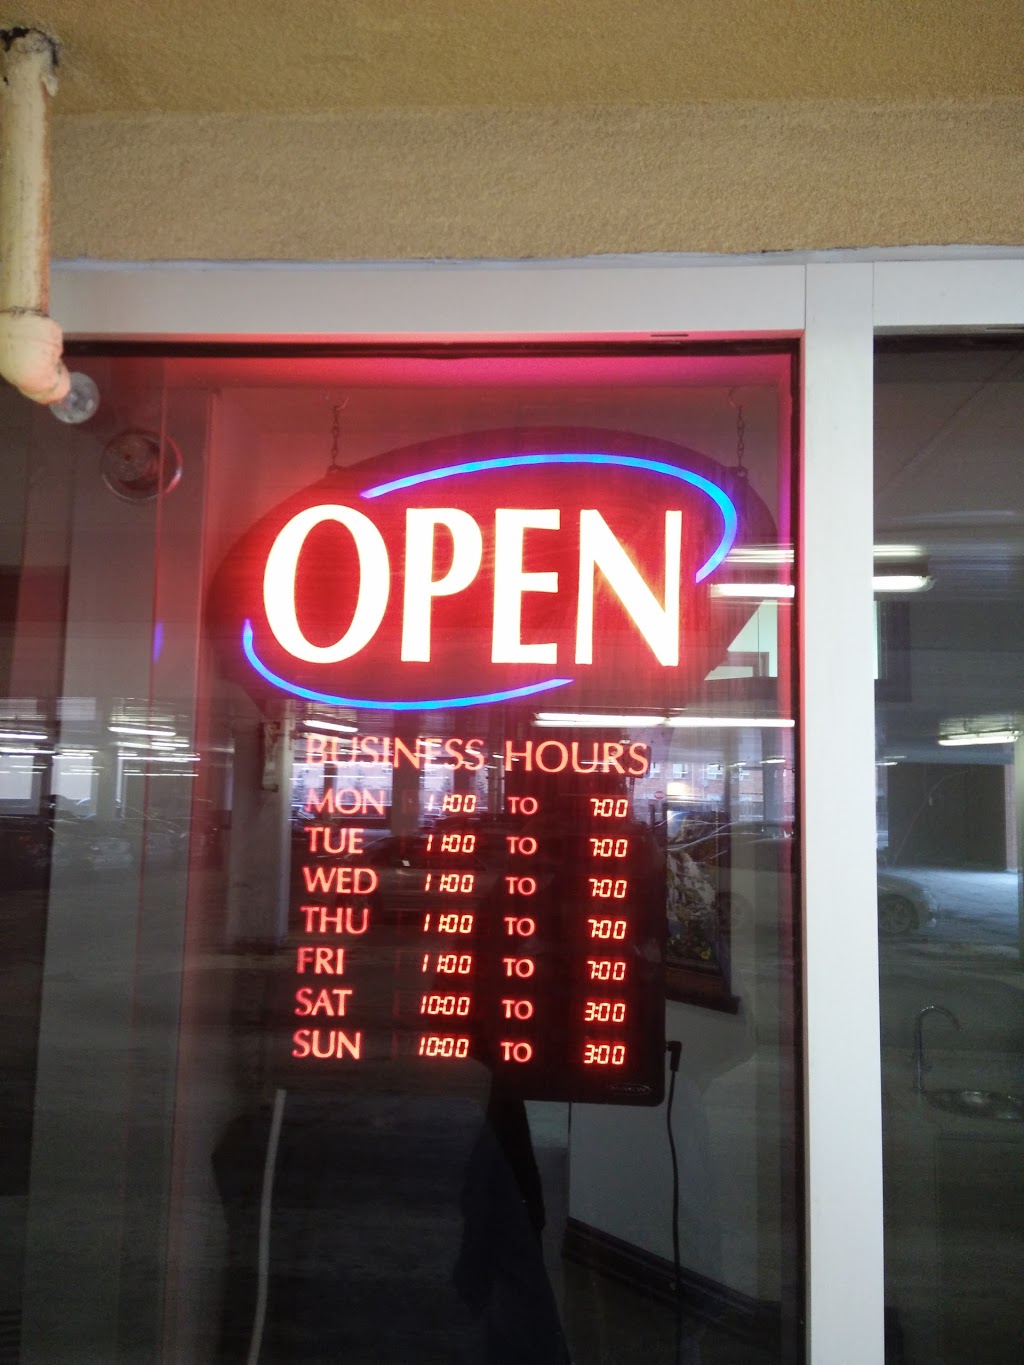 OPEN
BUSINESS HOURS
MON 11:00 TO 7:00
TUE 11:00 TO 7:00
WED 11:00 TO 7:00
THU 11:00 TO 7:00
FRI 11:00 TO 7:00
SAT 10:00 TO 3:00
SUN 10:00 TO 3:00